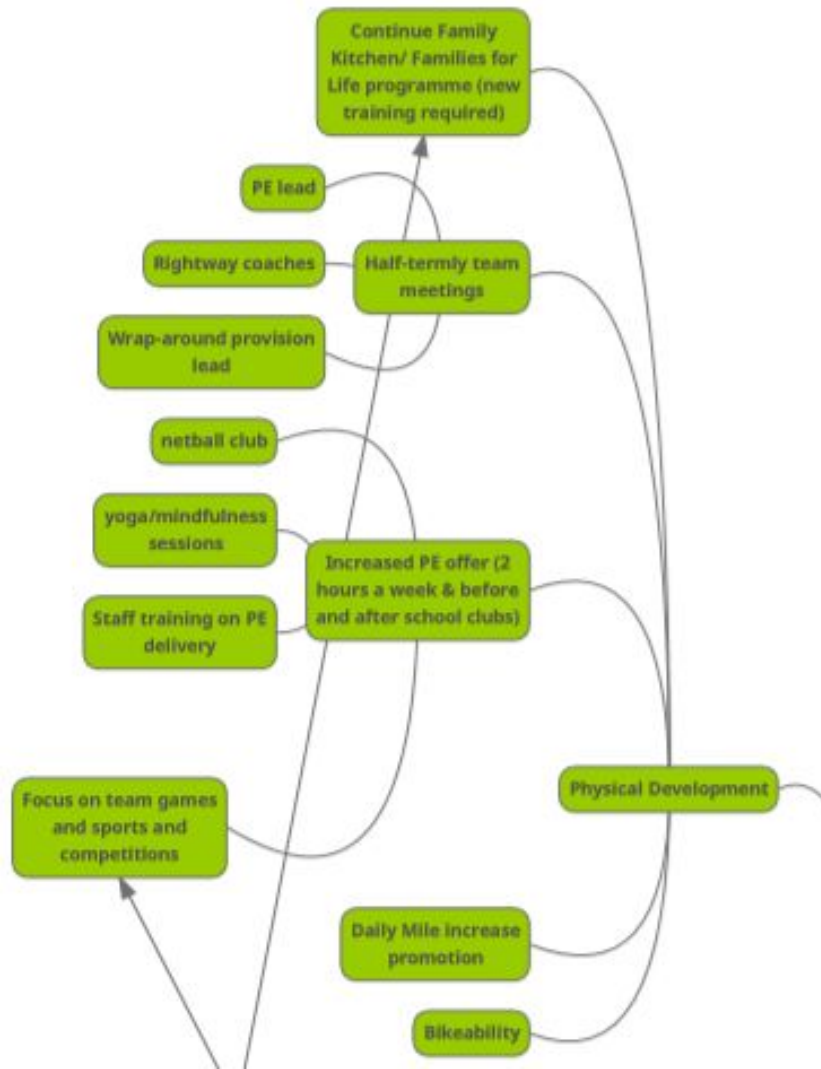 Continue Family
Kitchen/ Families for
Life programme (new
training required)
PE lead
Rightway coaches
Half-termly team
meetings
Wrap-around provision
lead
netball club
yoga/mindfulness
sessions
Increased PE offer (2
hours a week & before
and after school clubs)
Staff training on PE
delivery
Physical Development
Focus on team games
and sports and
competitions
Daily Mile increase
promotion
Bikeability